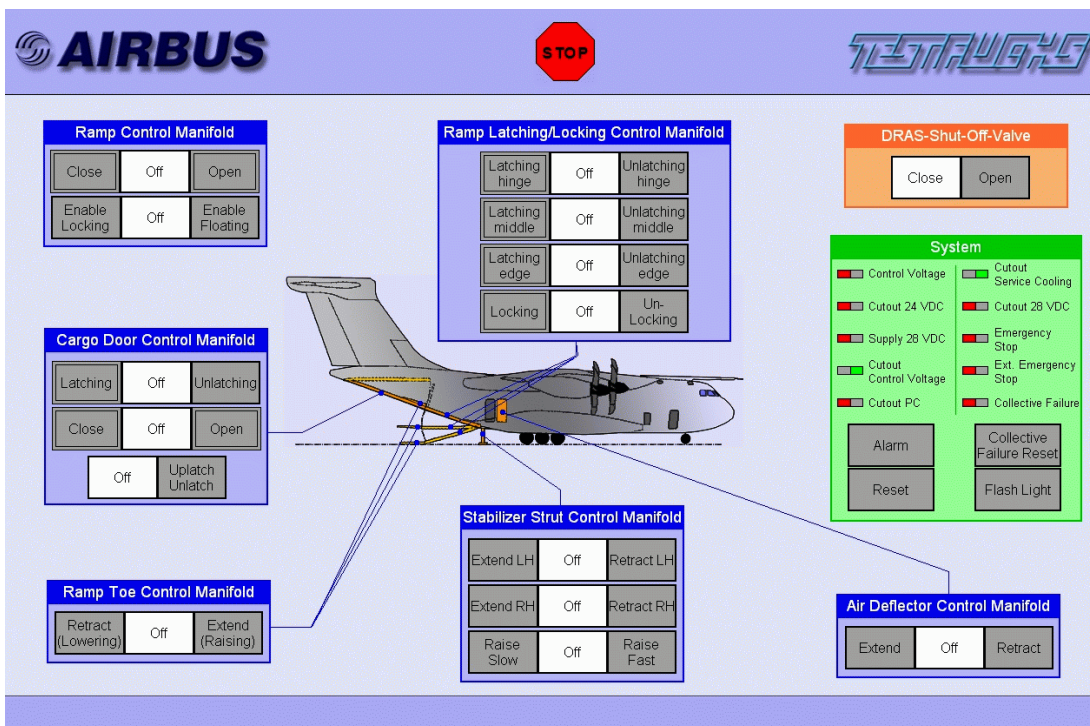 AIRBUS
STOP
TESTFUCHS
Ramp Control Manifold
Close Off Open
Enable
Locking
Off
Enable
Floating
Ramp Latching/Locking Control Manifold
Latching
hinge
Off
Unlatching
hinge
Latching
middle
Off
Unlatching
middle
Latching
edge
Off
Unlatching
edge
Locking
Off
Un-
Locking
DRAS-Shut-Off-Valve
Close Open
System
Control Voltage
Cutout
Service Cooling
Cutout 24 VDC
Cutout 28 VDC
Supply 28 VDC
Emergency
Stop
Cutout
Control Voltage
Ext. Emergency
Stop
Cutout PC
Collective Failure
Alarm
Collective
Failure Reset
Reset
Flash Light
Cargo Door Control Manifold
Latching Off Unlatching
Close Off Open
Off
Uplatch
Unlatch
Ramp Toe Control Manifold
Retract
(Lowering)
Off
Extend
(Raising)
Stabilizer Strut Control Manifold
Extend LH Off Retract LH
Extend RH Off Retract RH
Raise
Slow
Off
Raise
Fast
Air Deflector Control Manifold
Extend Off Retract